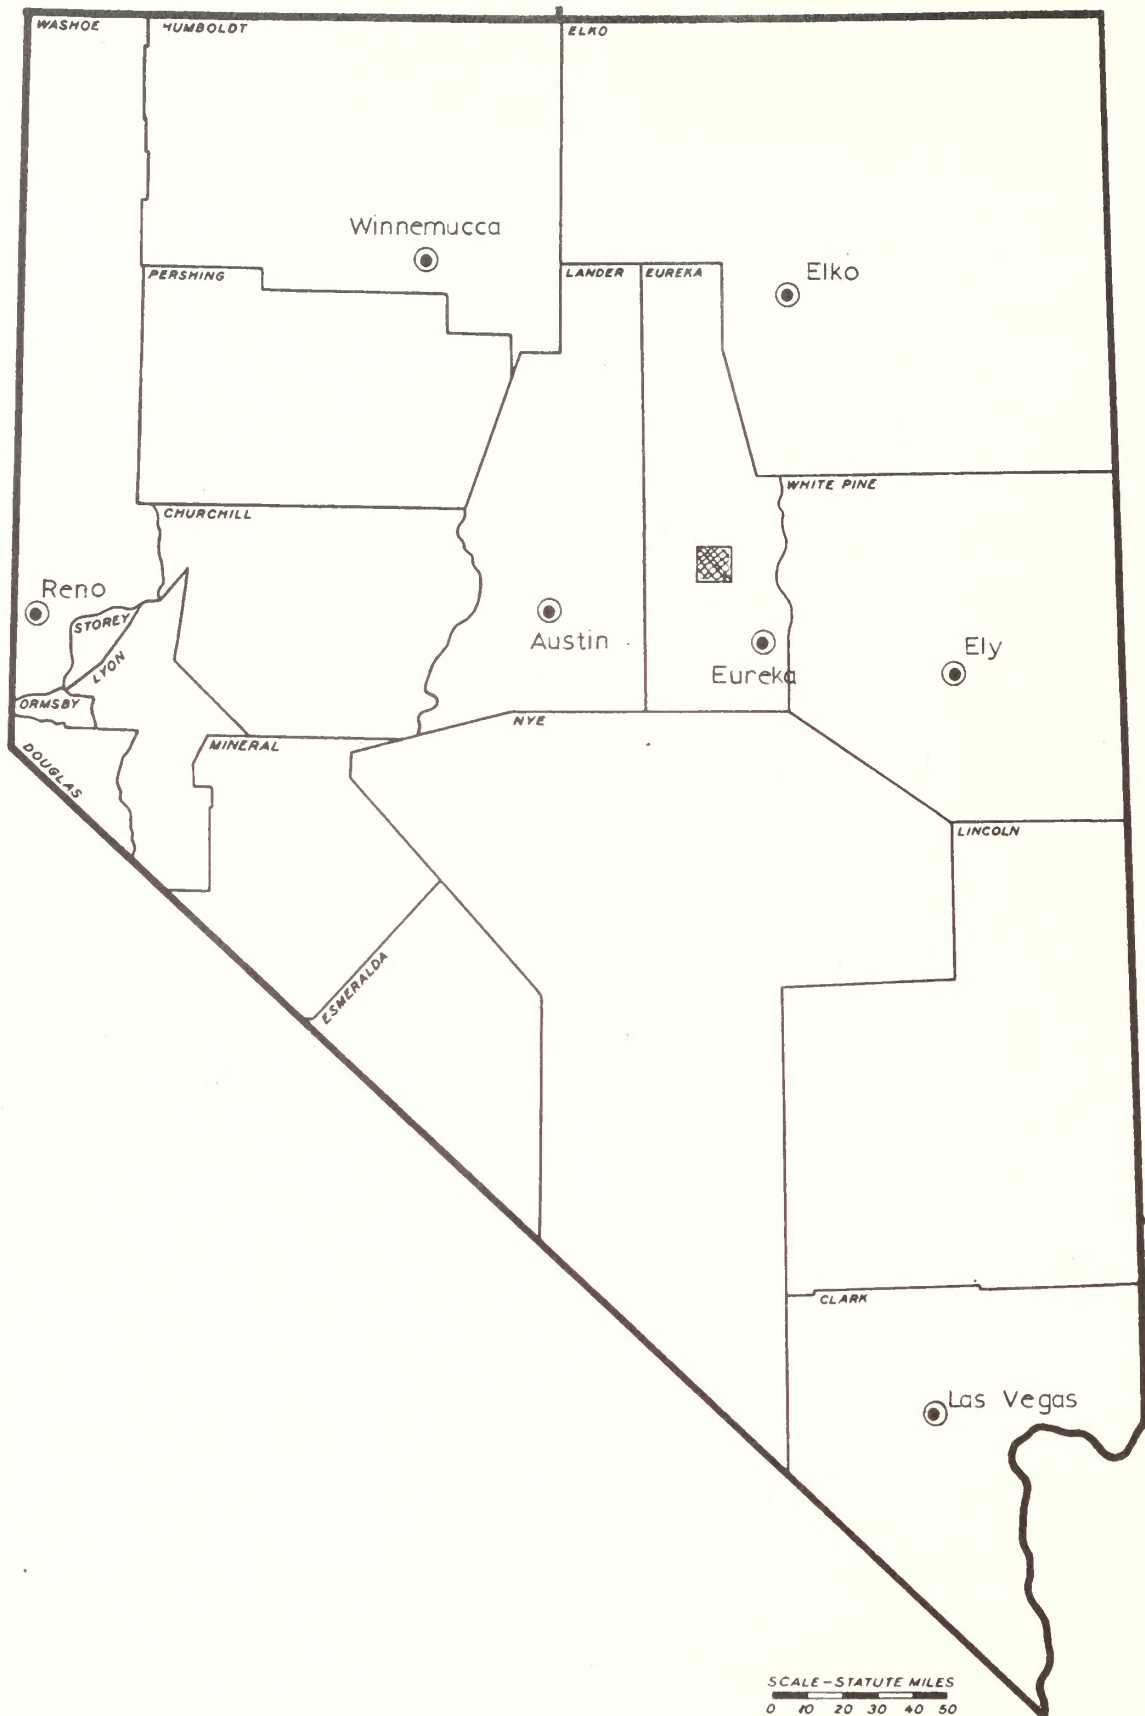 WASHOE
HUMBOLDT
ELKO
Winnemucca
PERSHING
LANDER
EUREKA
Elko
WHITE PINE
CHURCHILL
Reno
STOREY
LYON
Austin
Eureka
Ely
ORMSBY
NYE
DOUGLAS
MINERAL
LINCOLN
ESMERALDA
CLARK
Las Vegas
SCALE-STATUTE MILES
0 10 20 30 40 50